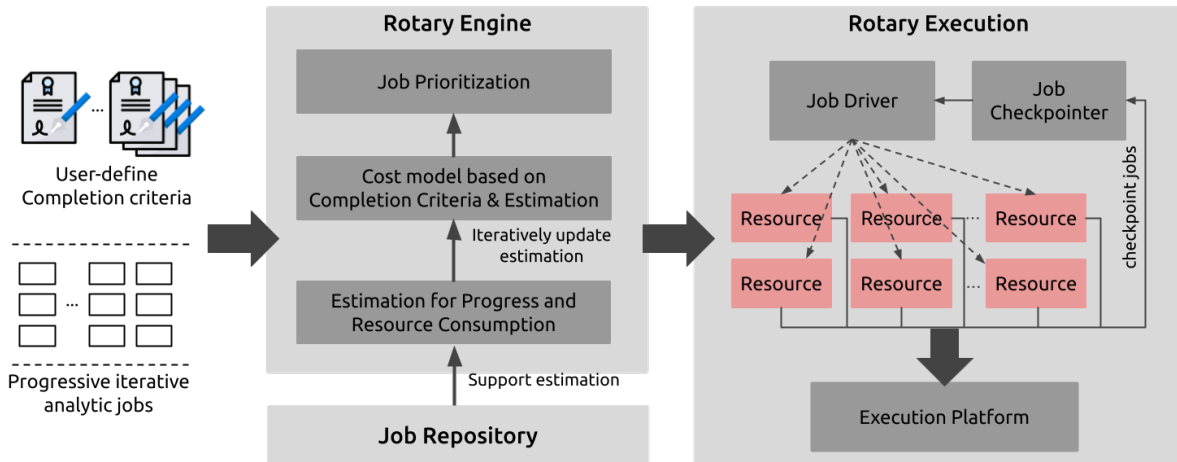 ...
User-define
Completion criteria
...
Progressive iterative
analytic jobs
Rotary Engine
Job Prioritization
Cost model based on
Completion Criteria & Estimation
Iteratively update
estimation
Estimation for Progress and
Resource Consumption
Support estimation
Job Repository
Rotary Execution
Job Driver
Job
Checkpointer
checkpoint jobs
Resource
Resource
...
Resource
Resource
Resource
...
Resource
Execution Platform